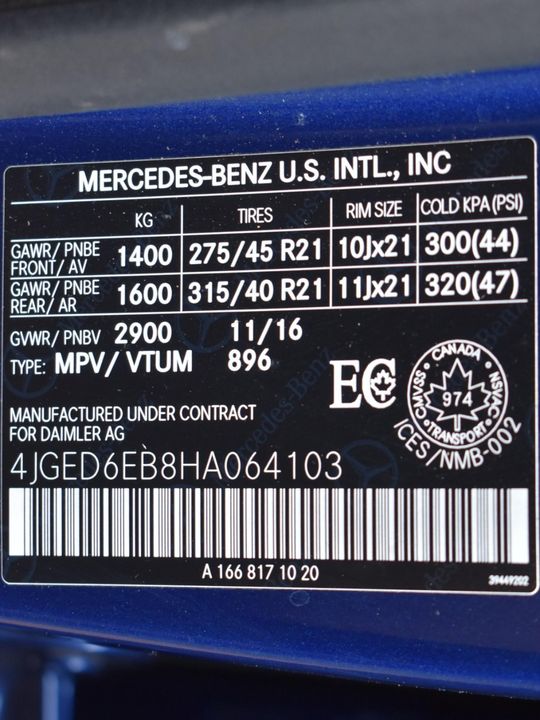 MERCEDES-BENZ U.S. INTL., INC
KG TIRES RIM SIZE COLD KPA (PSI)
GAWR/ PNBE FRONT/ AV 1400 275/45 R21 10Jx21 300(44)
GAWR/ PNBE REAR/ AR 1600 315/40 R21 11Jx21 320(47)
GVWR/ PNBV 2900 11/16
TYPE: MPV/ VTUM 896
EC
CANADA
CMVSS NSVAC
974
TRANSPORT
ICES/NMB-002
MANUFACTURED UNDER CONTRACT
FOR DAIMLER AG
4JGED6EB8HA064103
A 166 817 10 20
39449202